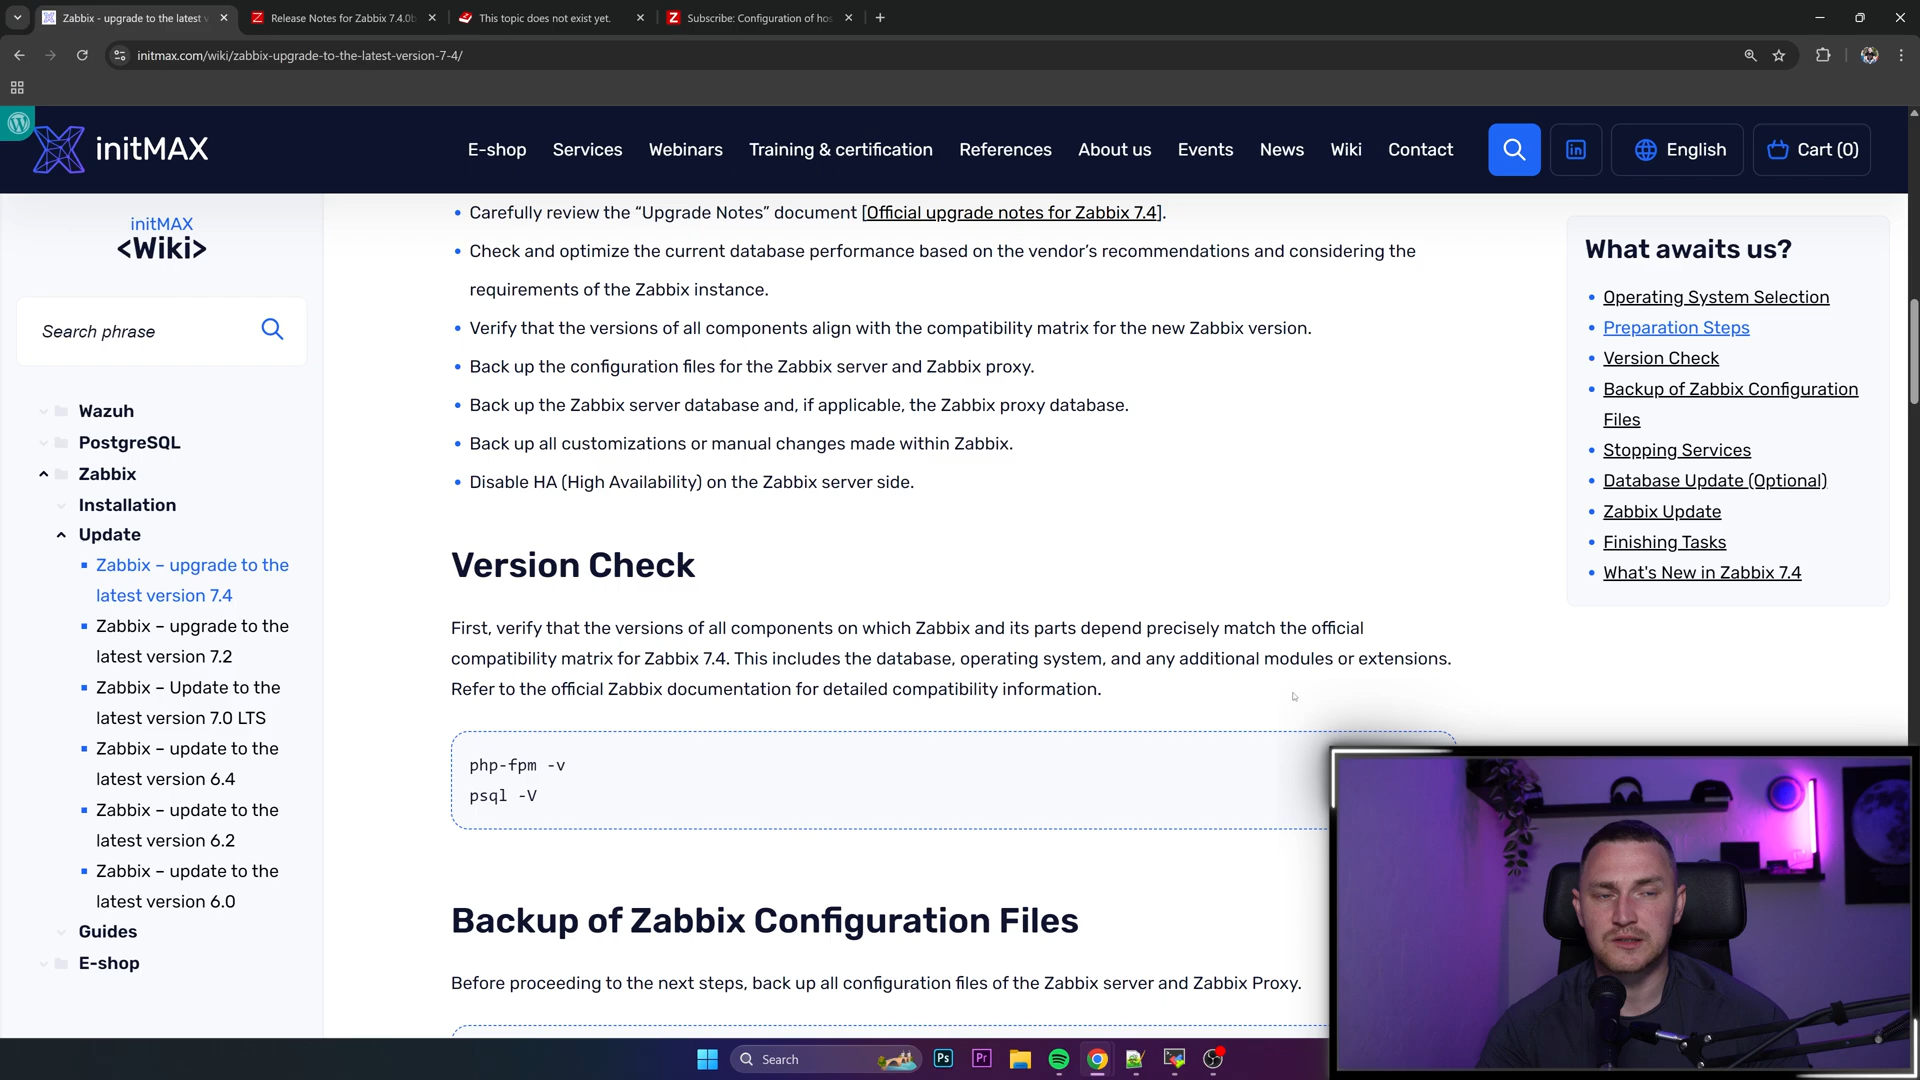 Zabbix - upgrade to the latest v
Release Notes for Zabbix 7.4.0b
This topic does not exist yet.
Subscribe: Configuration of hos
initmax.com/wiki/zabbix-upgrade-to-the-latest-version-7-4/
initMAX
E-shop
Services
Webinars
Training & certification
References
About us
Events
News
Wiki
Contact
English
Cart (0)
initMAX
<Wiki>
Search phrase
Wazuh
PostgreSQL
Zabbix
Installation
Update
Zabbix – upgrade to the
latest version 7.4
Zabbix – upgrade to the
latest version 7.2
Zabbix – Update to the
latest version 7.0 LTS
Zabbix – update to the
latest version 6.4
Zabbix – update to the
latest version 6.2
Zabbix – update to the
latest version 6.0
Guides
E-shop
Carefully review the “Upgrade Notes” document [Official upgrade notes for Zabbix 7.4].
Check and optimize the current database performance based on the vendor’s recommendations and considering the
requirements of the Zabbix instance.
Verify that the versions of all components align with the compatibility matrix for the new Zabbix version.
Back up the configuration files for the Zabbix server and Zabbix proxy.
Back up the Zabbix server database and, if applicable, the Zabbix proxy database.
Back up all customizations or manual changes made within Zabbix.
Disable HA (High Availability) on the Zabbix server side.
Version Check
First, verify that the versions of all components on which Zabbix and its parts depend precisely match the official
compatibility matrix for Zabbix 7.4. This includes the database, operating system, and any additional modules or extensions.
Refer to the official Zabbix documentation for detailed compatibility information.
php-fpm -v
psql -V
Backup of Zabbix Configuration Files
Before proceeding to the next steps, back up all configuration files of the Zabbix server and Zabbix Proxy.
What awaits us?
Operating System Selection
Preparation Steps
Version Check
Backup of Zabbix Configuration
Files
Stopping Services
Database Update (Optional)
Zabbix Update
Finishing Tasks
What's New in Zabbix 7.4
Search
Ps
Pr